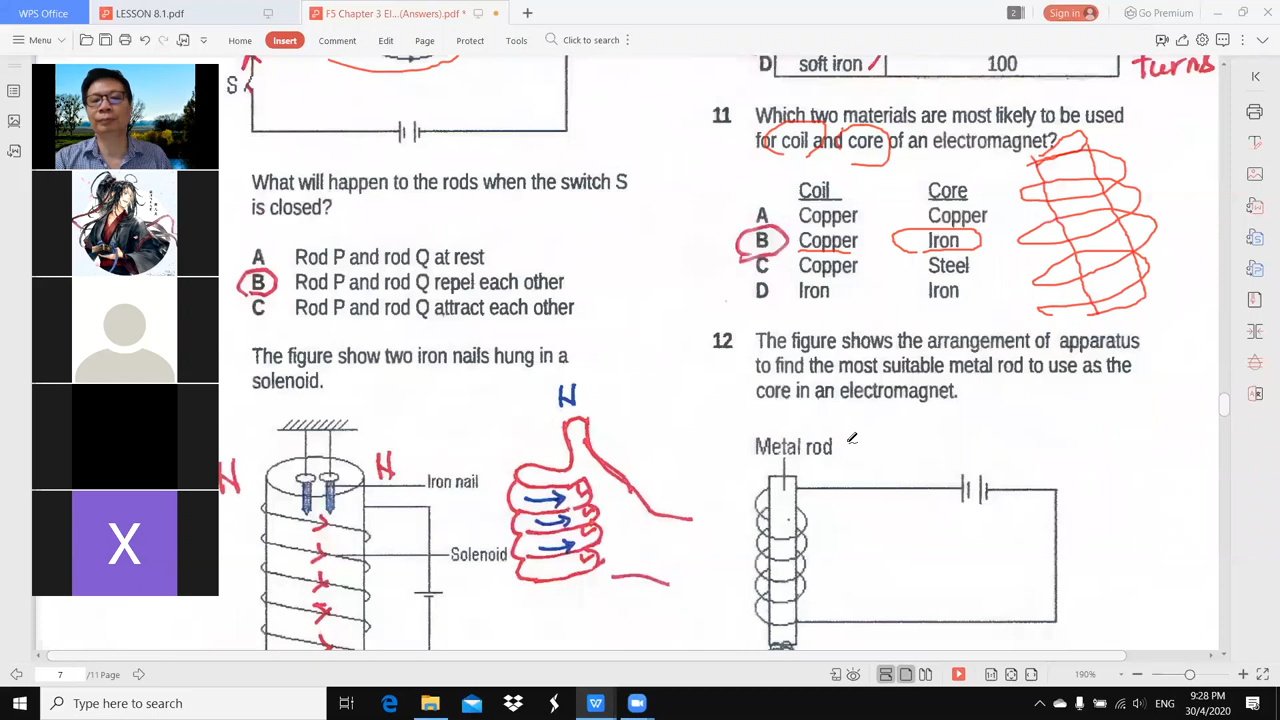 WPS Office
LESSON 8.1.pdf
F5 Chapter 3 El...(Answers).pdf *
2
Sign in
Go Premium
Menu
Home
Insert
Comment
Edit
Page
Protect
Tools
Click to search
S
What will happen to the rods when the switch S
is closed?
A Rod P and rod Q at rest
B Rod P and rod Q repel each other
C Rod P and rod Q attract each other
The figure show two iron nails hung in a
solenoid.
N
N
N
Iron nail
Solenoid
D soft iron 100
turns
11 Which two materials are most likely to be used
for coil and core of an electromagnet?
Coil Core
A Copper Copper
B Copper Iron
C Copper Steel
D Iron Iron
12 The figure shows the arrangement of apparatus
to find the most suitable metal rod to use as the
core in an electromagnet.
Metal rod
X
7 /11 Page
190%
Type here to search
ENG
9:28 PM
30/4/2020